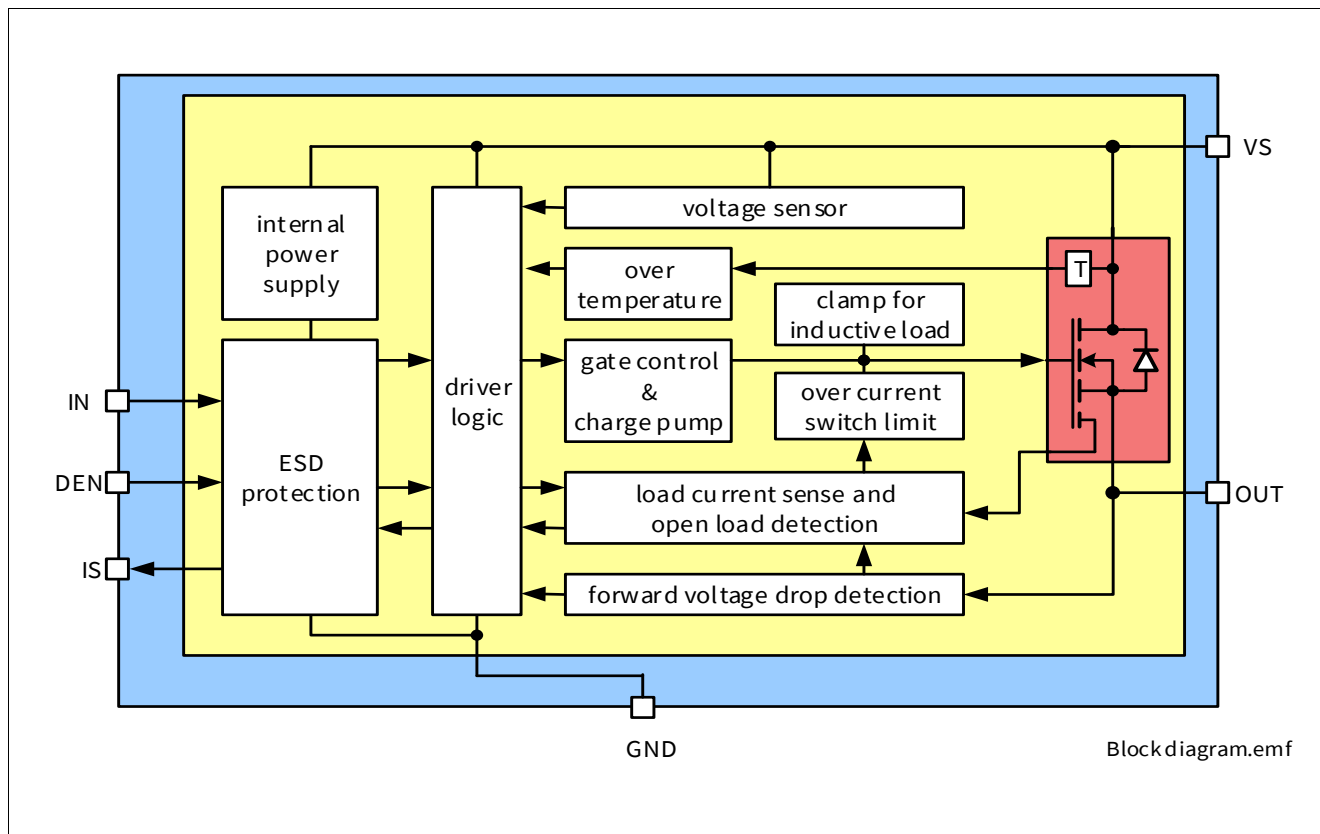 VS
internal
power
supply
voltage sensor
over
temperature
T
clamp for
inductive load
driver
logic
gate control
&
charge pump
over current
switch limit
IN
ESD
protection
DEN
load current sense and
open load detection
OUT
IS
forward voltage drop detection
GND
Blockdiagram.emf